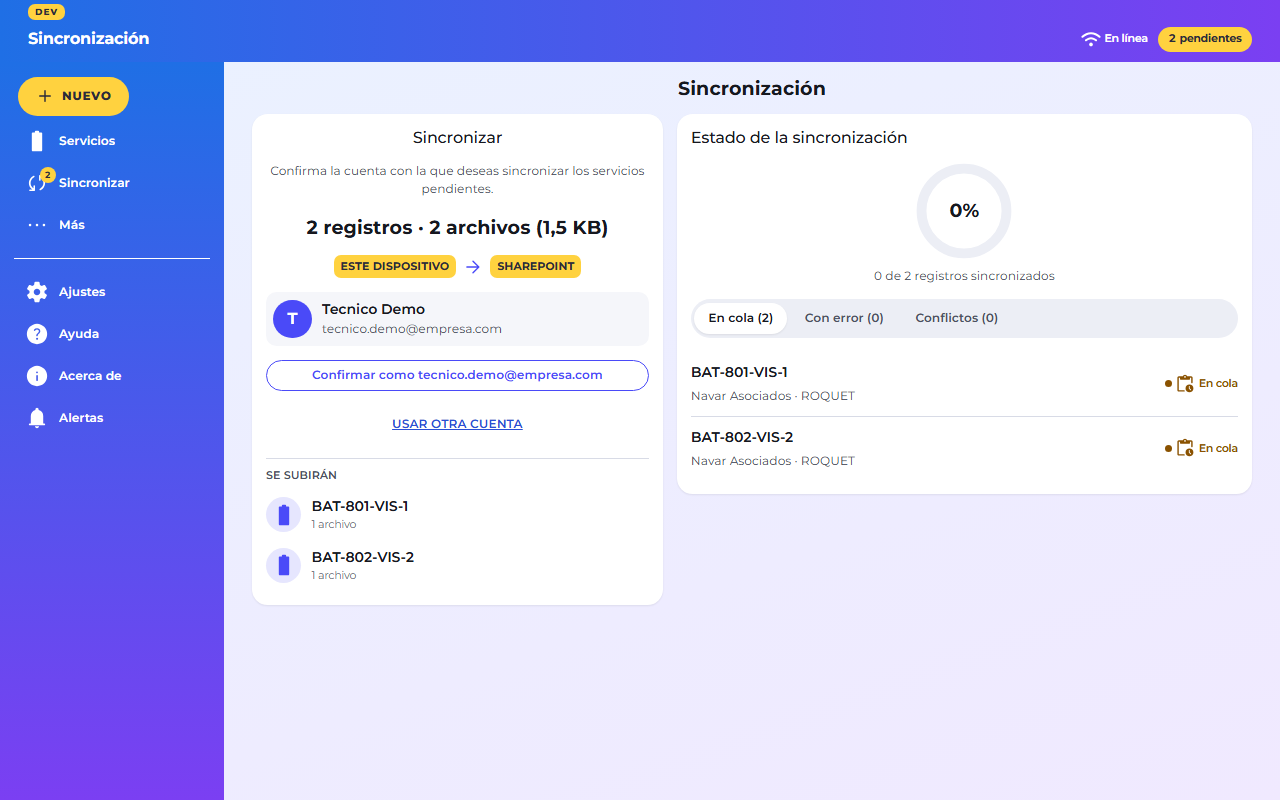 DEV
Sincronización
En línea
2 pendientes
NUEVO
Servicios
2
Sincronizar
Más
Ajustes
Ayuda
Acerca de
Alertas
Sincronización
Sincronizar
Confirma la cuenta con la que deseas sincronizar los servicios
pendientes.
2 registros · 2 archivos (1,5 KB)
ESTE DISPOSITIVO
SHAREPOINT
T
Tecnico Demo
tecnico.demo@empresa.com
Confirmar como tecnico.demo@empresa.com
USAR OTRA CUENTA
SE SUBIRÁN
BAT-801-VIS-1
1 archivo
BAT-802-VIS-2
1 archivo
Estado de la sincronización
0%
0 de 2 registros sincronizados
En cola (2)
Con error (0)
Conflictos (0)
BAT-801-VIS-1
Navar Asociados · ROQUET
En cola
BAT-802-VIS-2
Navar Asociados · ROQUET
En cola